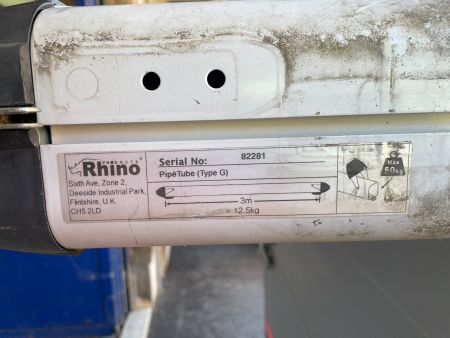 PRODUCTS
Rhino
Sixth Ave, Zone 2,
Deeside Industrial Park,
Flintshire, U.K.
CH5 2LD
Serial No: 82281
PipeTube (Type G)
3m
12.5kg
Max
50kg